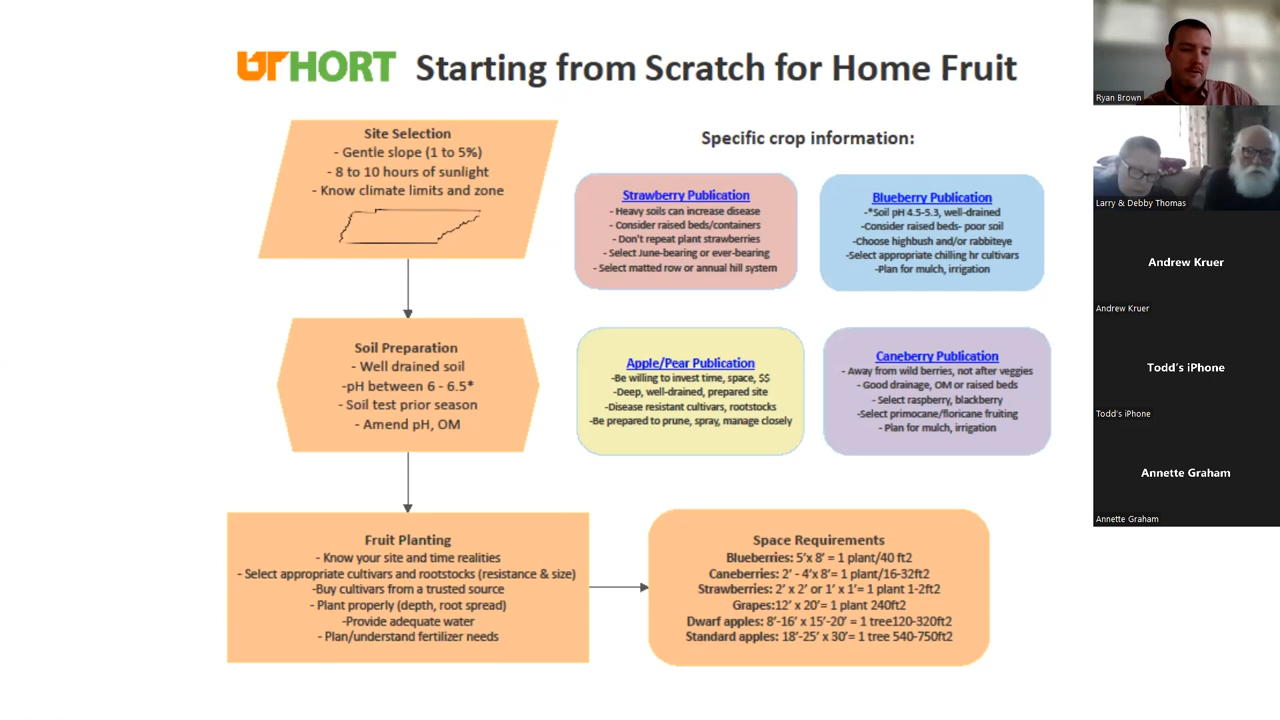 UT HORT Starting from Scratch for Home Fruit
Site Selection
- Gentle slope (1 to 5%)
- 8 to 10 hours of sunlight
- Know climate limits and zone
Specific crop information:
Strawberry Publication
- Heavy soils can increase disease
- Consider raised beds/containers
- Don't repeat plant strawberries
- Select June-bearing or ever-bearing
- Select matted row or annual hill system
Blueberry Publication
-*Soil pH 4.5-5.3, well-drained
-Consider raised beds- poor soil
-Choose highbush and/or rabbiteye
-Select appropriate chilling hr cultivars
-Plan for mulch, irrigation
Soil Preparation
- Well drained soil
-pH between 6 - 6.5*
- Soil test prior season
- Amend pH, OM
Apple/Pear Publication
-Be willing to invest time, space, $$
-Deep, well-drained, prepared site
-Disease resistant cultivars, rootstocks
-Be prepared to prune, spray, manage closely
Caneberry Publication
- Away from wild berries, not after veggies
- Good drainage, OM or raised beds
- Select raspberry, blackberry
-Select primocane/floricane fruiting
- Plan for mulch, irrigation
Fruit Planting
- Know your site and time realities
- Select appropriate cultivars and rootstocks (resistance & size)
-Buy cultivars from a trusted source
- Plant properly (depth, root spread)
-Provide adequate water
- Plan/understand fertilizer needs
Space Requirements
Blueberries: 5'x 8' = 1 plant/40 ft2
Caneberries: 2' - 4'x 8'= 1 plant/16-32ft2
Strawberries: 2' x 2' or 1' x 1'= 1 plant 1-2ft2
Grapes:12' x 20'= 1 plant 240ft2
Dwarf apples: 8'-16' x 15'-20' = 1 tree120-320ft2
Standard apples: 18'-25' x 30'= 1 tree 540-750ft2
Ryan Brown
Larry & Debby Thomas
Andrew Kruer
Andrew Kruer
Todd's iPhone
Todd's iPhone
Annette Graham
Annette Graham